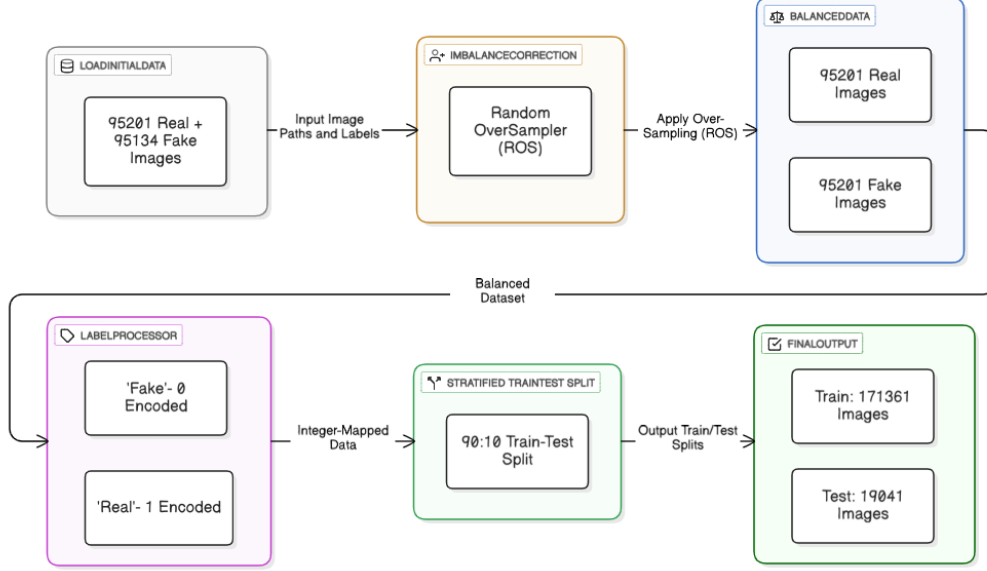 LOADINITIALDATA
95201 Real +
95134 Fake
Images
Input Image
Paths and Labels
IMBALANCECORRECTION
Random
OverSampler
(ROS)
Apply Over-
Sampling (ROS)
BALANCEDDATA
95201 Real
Images
95201 Fake
Images
Balanced
Dataset
LABELPROCESSOR
'Fake'- 0
Encoded
'Real'- 1 Encoded
Integer-Mapped
Data
STRATIFIED TRAINTEST SPLIT
90:10 Train-Test
Split
Output Train/Test
Splits
FINALOUTPUT
Train: 171361
Images
Test: 19041
Images